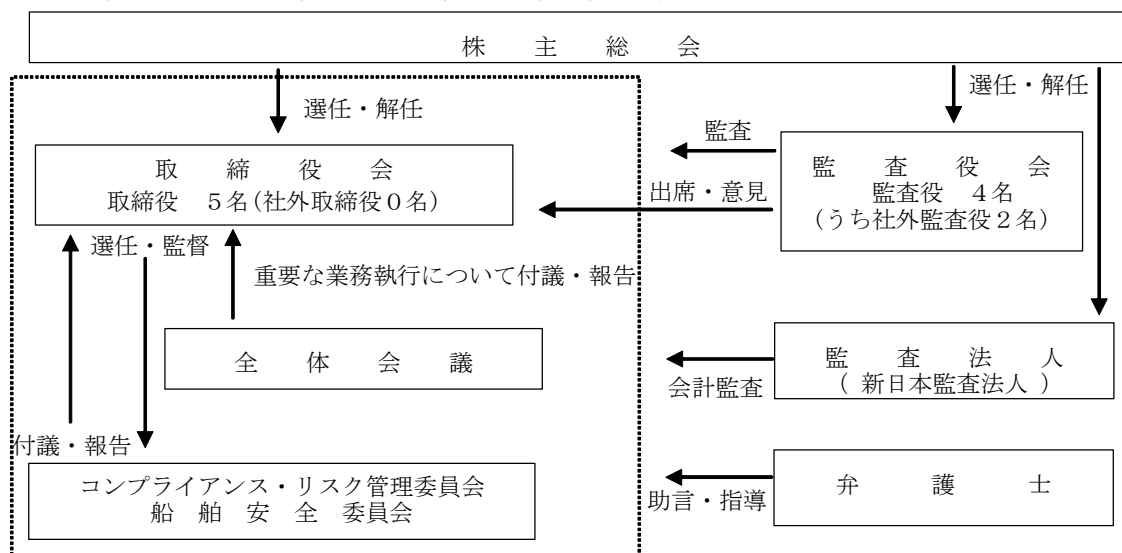 株主総会
選任・解任
選任・解任
監査
取締役会
取締役 5名(社外取締役0名)
監査役会
監査役 4名
(うち社外監査役2名)
出席・意見
選任・監督
重要な業務執行について付議・報告
全体会議
監査法人
( 新日本監査法人 )
会計監査
付議・報告
コンプライアンス・リスク管理委員会
船舶安全委員会
弁護士
助言・指導